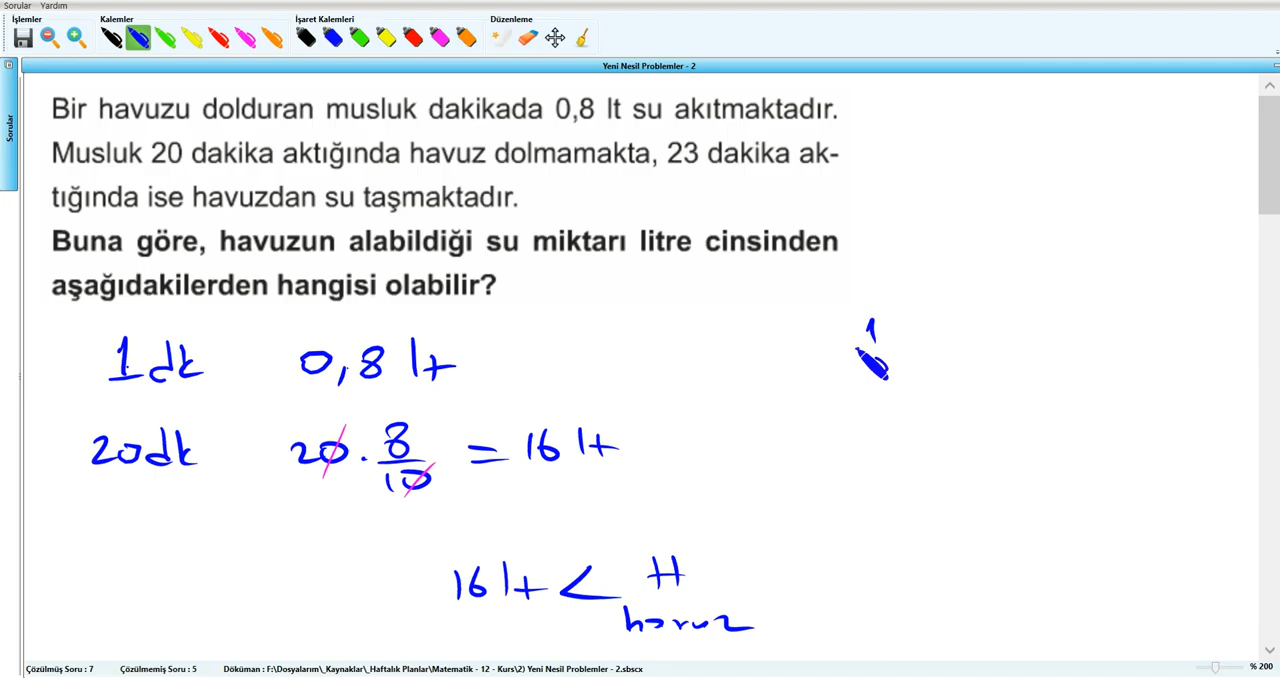 Sorular Yardım
İşlemler Kalemler İşaret Kalemleri Düzenleme
Yeni Nesil Problemler - 2
Sorular
Bir havuzu dolduran musluk dakikada 0,8 lt su akıtmaktadır.
Musluk 20 dakika aktığında havuz dolmamakta, 23 dakika ak-
tığında ise havuzdan su taşmaktadır.
Buna göre, havuzun alabildiği su miktarı litre cinsinden
aşağıdakilerden hangisi olabilir?
1
1dk 0,8 lt
20dk 20 . 8/10 = 16 lt
16 lt < H
havuz
Çözülmüş Soru : 7 Çözülmemiş Soru : 5 Döküman : F:\Dosyalarım\_Kaynaklar\_Haftalık Planlar\Matematik - 12 - Kurs\2) Yeni Nesil Problemler - 2.sbscx % 200